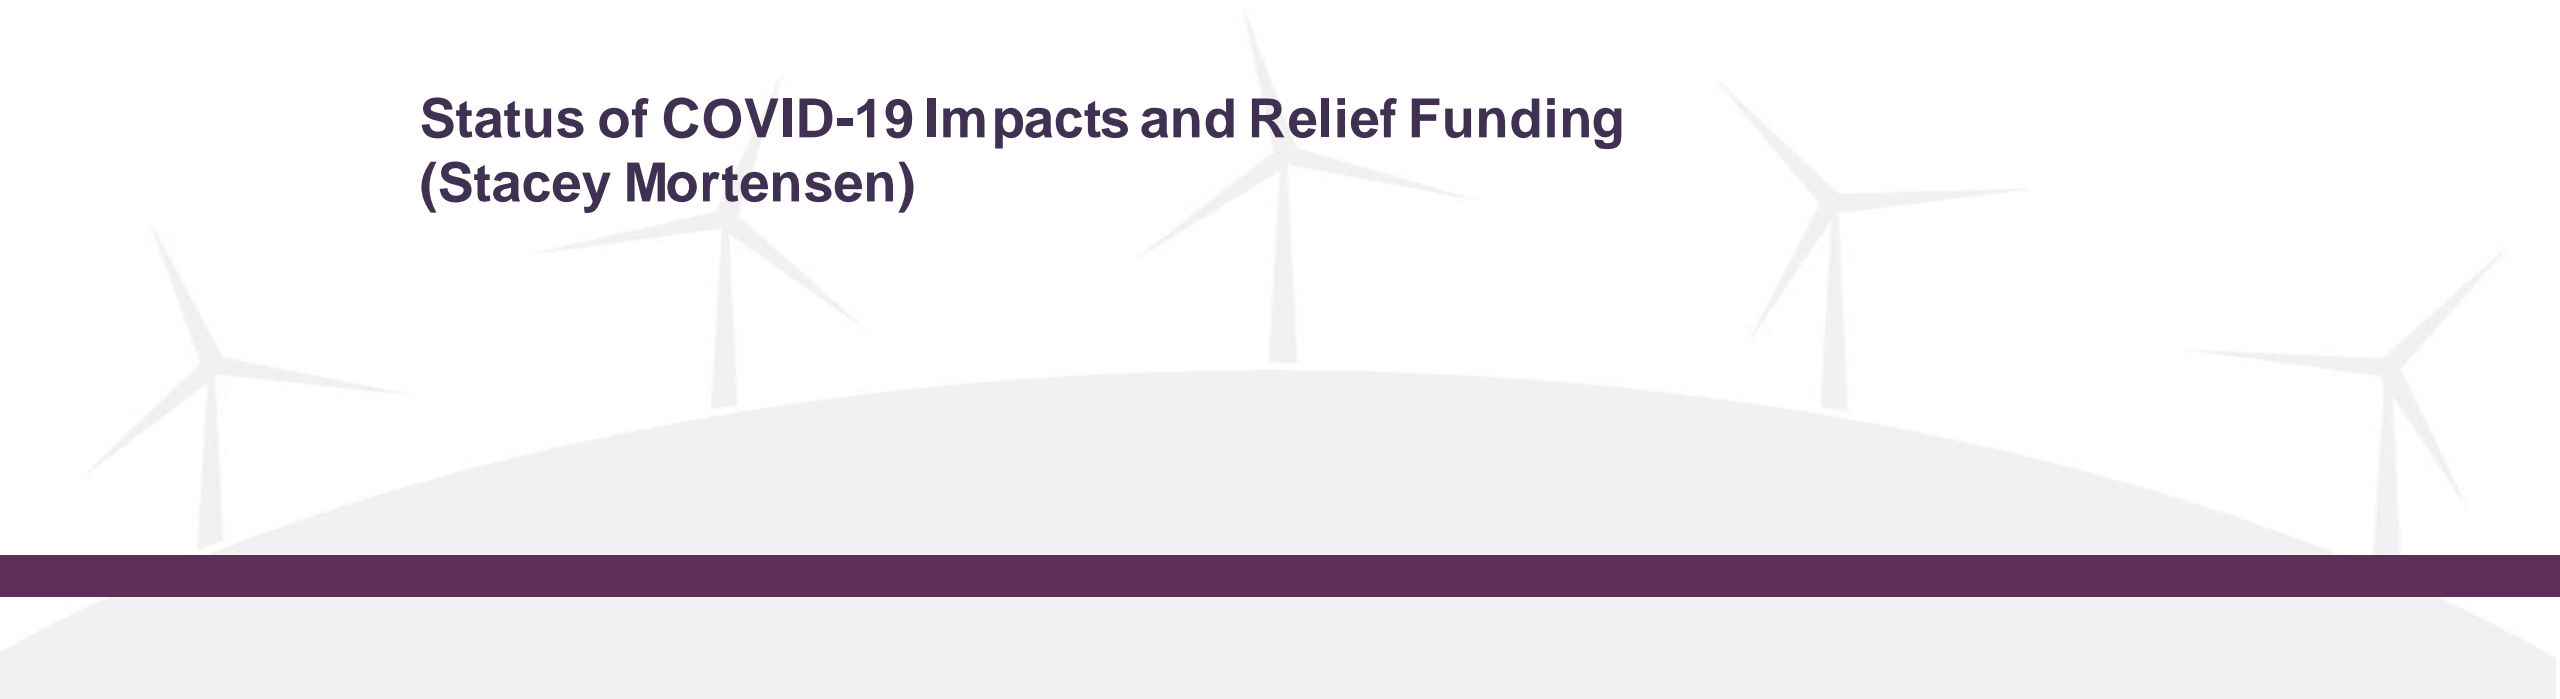 Status of COVID-19 Impacts and Relief Funding
(Stacey Mortensen)